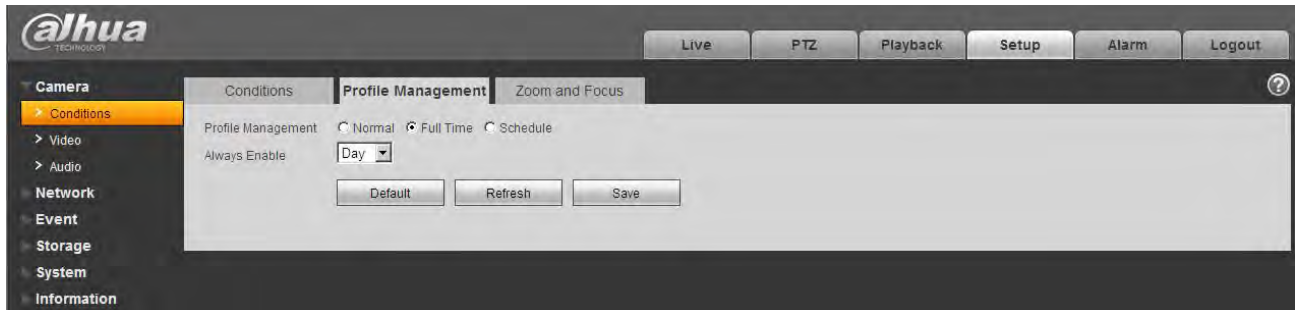 alhua
TECHNOLOGY
Live PTZ Playback Setup Alarm Logout
Camera
Conditions Profile Management Zoom and Focus
?
> Conditions
Profile Management Normal Full Time Schedule
> Video
Always Enable Day
> Audio
Network
Default Refresh Save
Event
Storage
System
Information